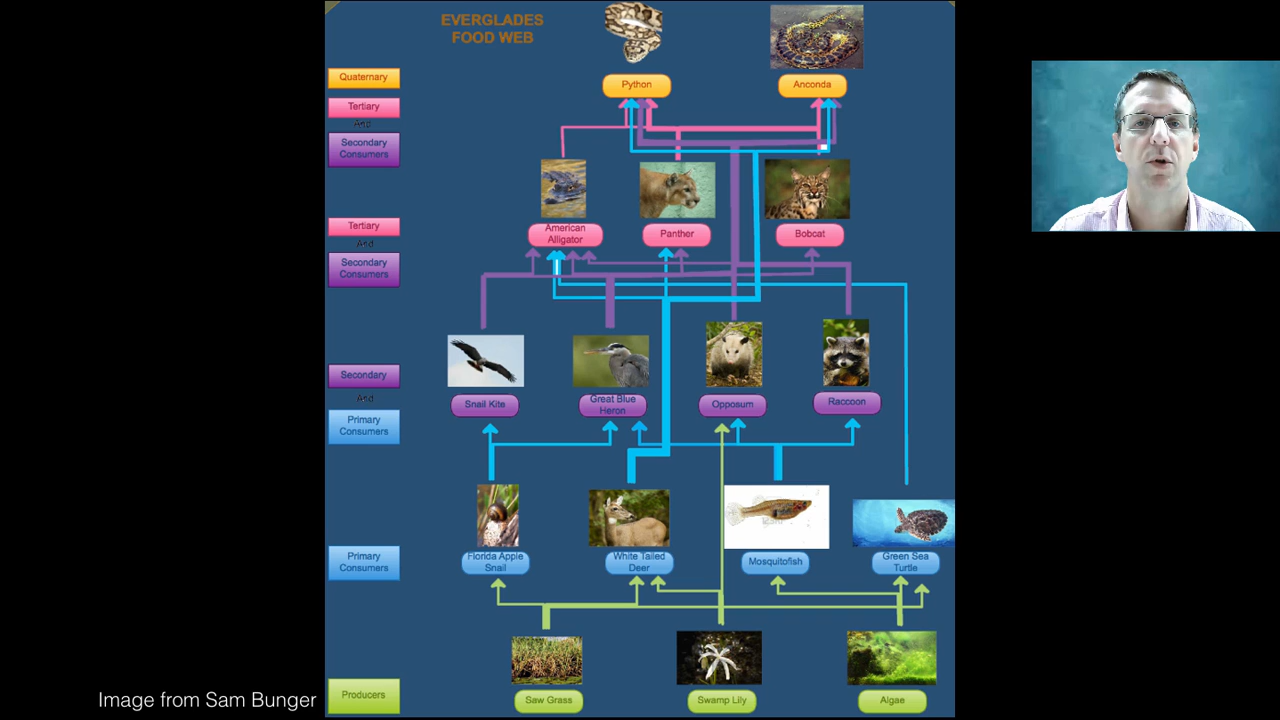 EVERGLADES
FOOD WEB
Quaternary
Python
Anconda
Tertiary
And
Secondary
Consumers
Tertiary
And
Secondary
Consumers
American
Alligator
Panther
Bobcat
Secondary
And
Primary
Consumers
Snail Kite
Great Blue
Heron
Opposum
Raccoon
Primary
Consumers
Florida Apple
Snail
White Tailed
Deer
Mosquitofish
Green Sea
Turtle
Producers
Saw Grass
Swamp Lily
Algae
Image from Sam Bunger